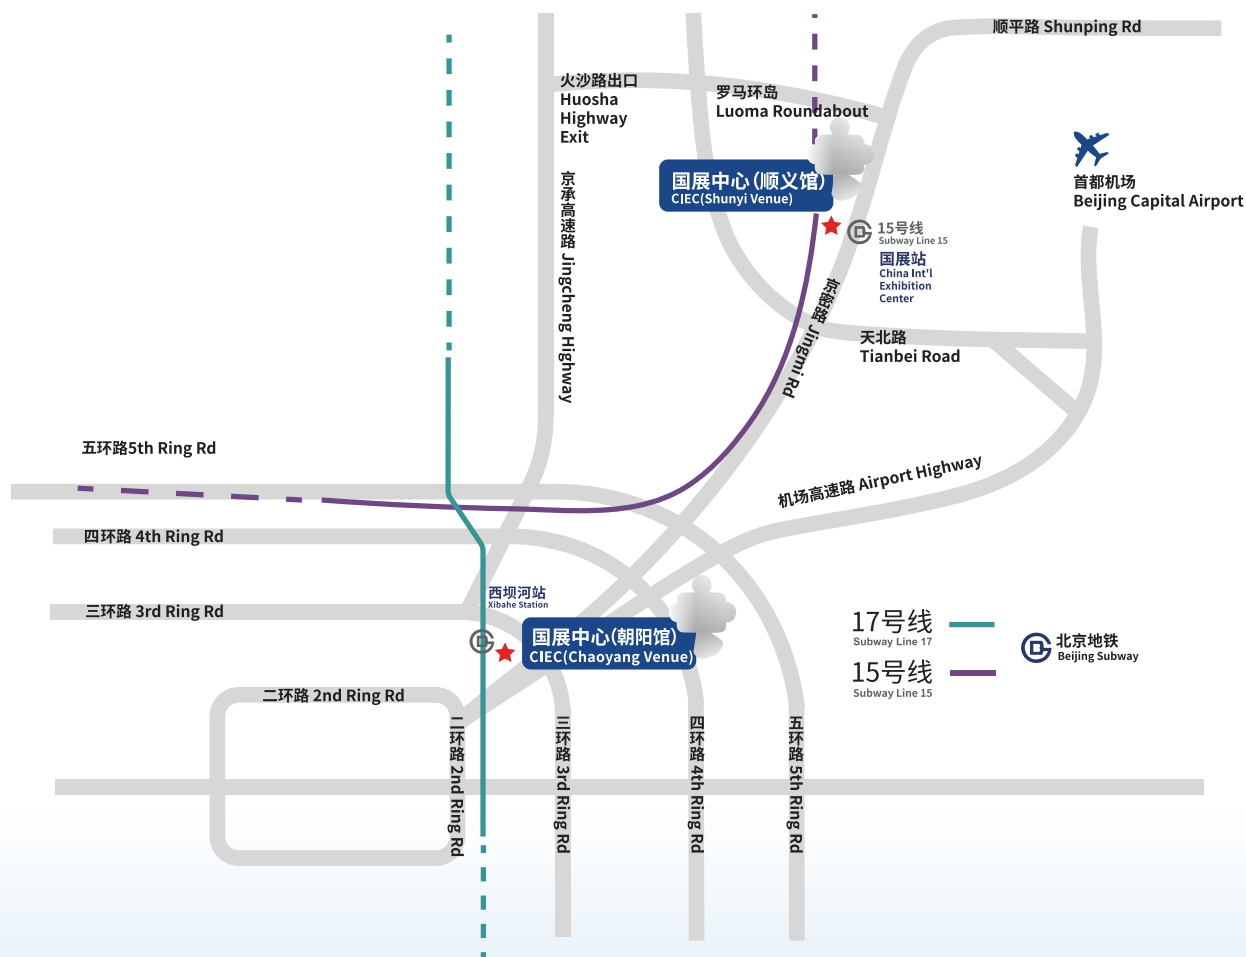 顺平路 Shunping Rd
火沙路出口
Huosha
Highway
Exit
罗马环岛
Luoma Roundabout
国展中心(顺义馆)
CIEC(Shunyi Venue)
首都机场
Beijing Capital Airport
15号线
Subway Line 15
国展站
China Int'l
Exhibition
Center
京承高速路 Jingcheng Highway
京密路 Jingmi Rd
天北路
Tianbei Road
五环路5th Ring Rd
机场高速路 Airport Highway
四环路 4th Ring Rd
西坝河站
Xibahe Station
三环路 3rd Ring Rd
国展中心(朝阳馆)
CIEC(Chaoyang Venue)
17号线
Subway Line 17
15号线
Subway Line 15
北京地铁
Beijing Subway
二环路 2nd Ring Rd
二环路 2nd Ring Rd
三环路 3rd Ring Rd
四环路 4th Ring Rd
五环路 5th Ring Rd